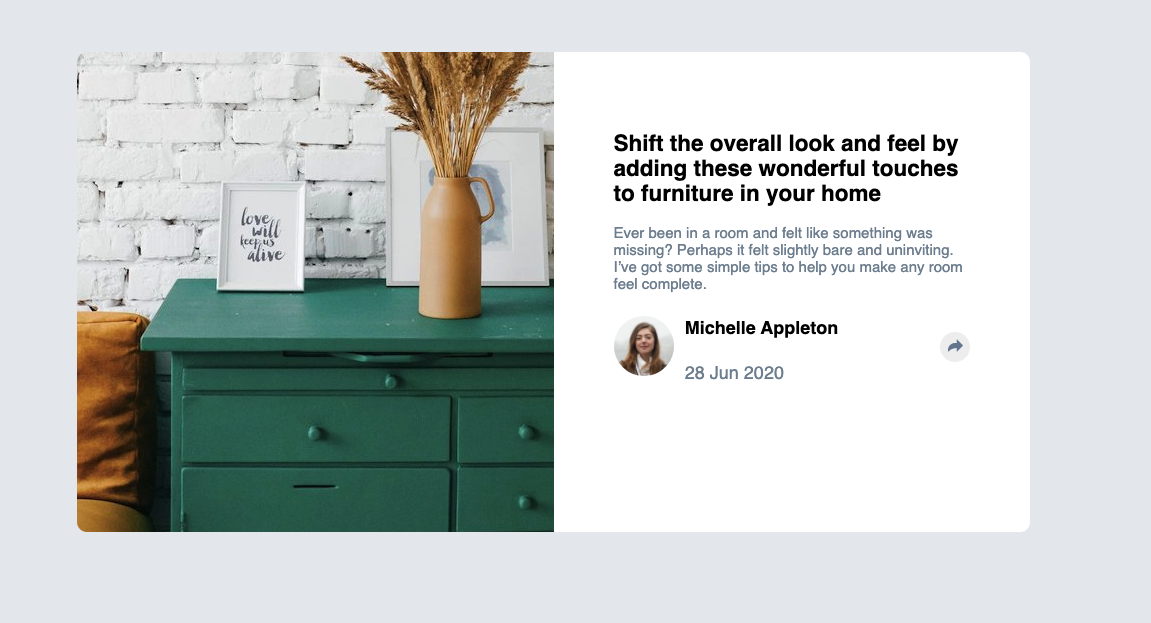 love
will
keep us
alive
Shift the overall look and feel by
adding these wonderful touches
to furniture in your home
Ever been in a room and felt like something was
missing? Perhaps it felt slightly bare and uninviting.
I’ve got some simple tips to help you make any room
feel complete.
Michelle Appleton
28 Jun 2020